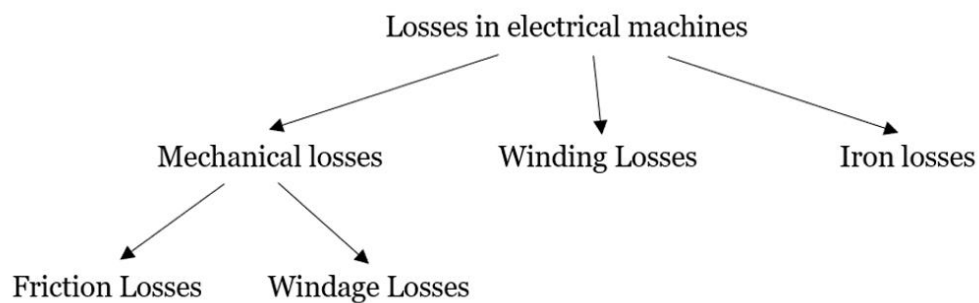 Losses in electrical machines
Mechanical losses
Winding Losses
Iron losses
Friction Losses
Windage Losses